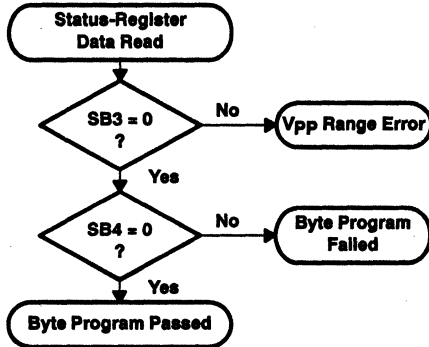 Status-Register
Data Read
SB3 = 0
?
No
VPP Range Error
Yes
SB4 = 0
?
No
Byte Program
Failed
Yes
Byte Program Passed